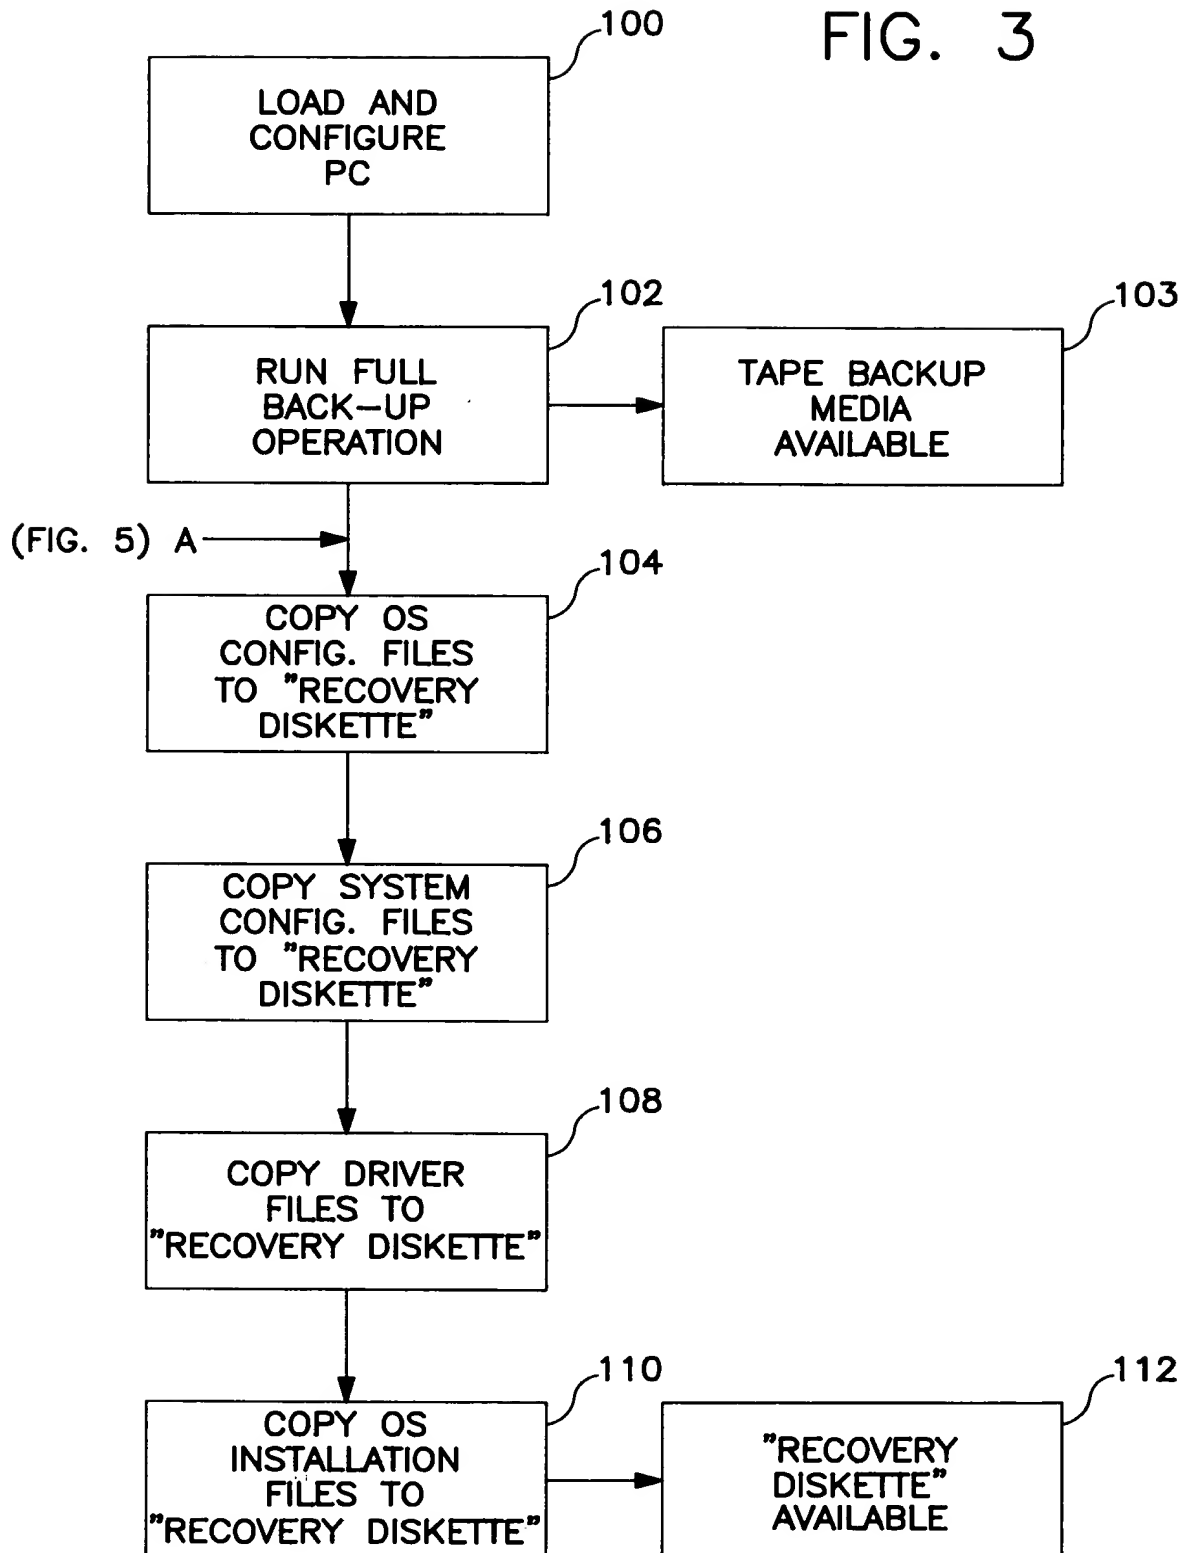 FIG. 3
100
LOAD AND
CONFIGURE
PC
102
RUN FULL
BACK-UP
OPERATION
103
TAPE BACKUP
MEDIA
AVAILABLE
(FIG. 5) A
104
COPY OS
CONFIG. FILES
TO "RECOVERY
DISKETTE"
106
COPY SYSTEM
CONFIG. FILES
TO "RECOVERY
DISKETTE"
108
COPY DRIVER
FILES TO
"RECOVERY DISKETTE"
110
COPY OS
INSTALLATION
FILES TO
"RECOVERY DISKETTE"
112
"RECOVERY
DISKETTE"
AVAILABLE